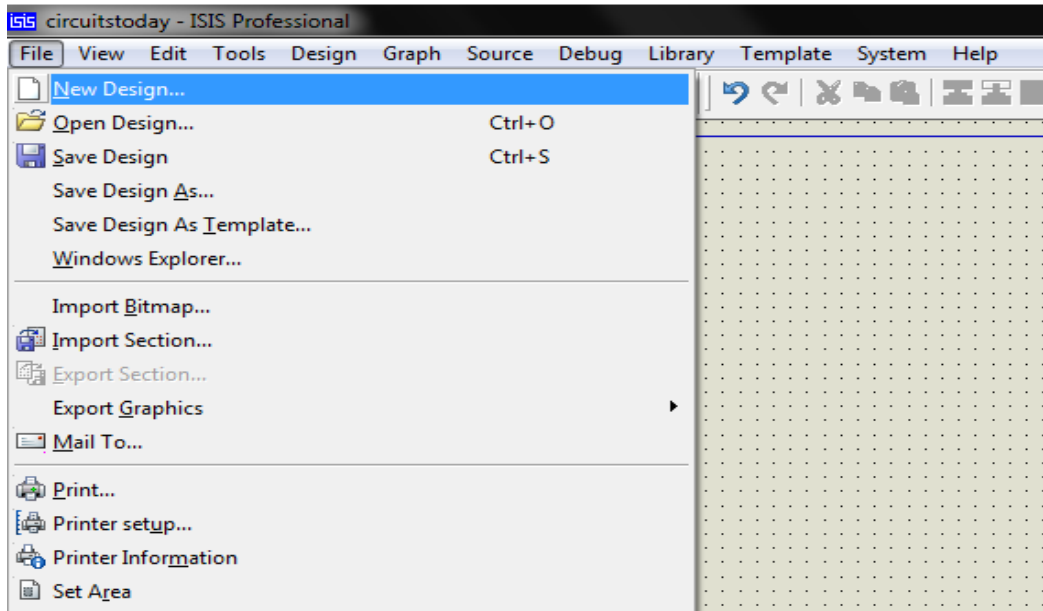 isis circuitstoday - ISIS Professional
File View Edit Tools Design Graph Source Debug Library Template System Help
New Design...
Open Design... Ctrl+O
Save Design Ctrl+S
Save Design As...
Save Design As Template...
Windows Explorer...
Import Bitmap...
Import Section...
Export Section...
Export Graphics
Mail To...
Print...
Printer setup...
Printer Information
Set Area